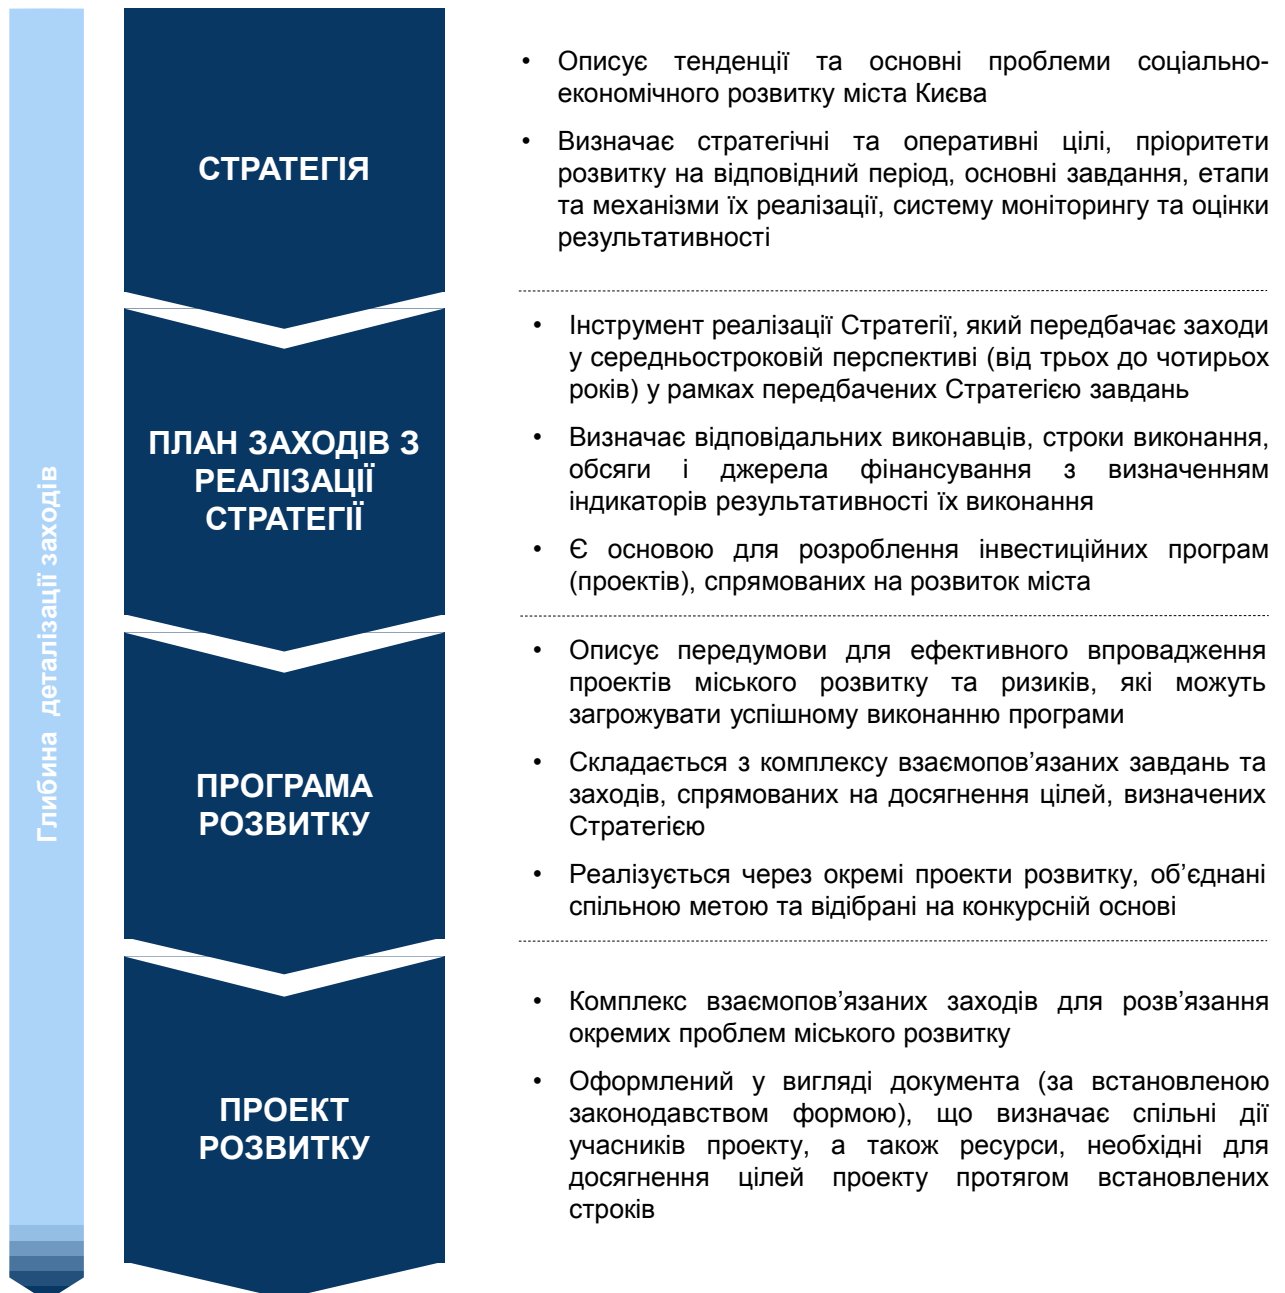 Глибина деталізації заходів
СТРАТЕГІЯ
• Описує тенденції та основні проблеми соціально-
економічного розвитку міста Києва
• Визначає стратегічні та оперативні цілі, пріоритети
розвитку на відповідний період, основні завдання, етапи
та механізми їх реалізації, систему моніторингу та оцінки
результативності
ПЛАН ЗАХОДІВ З
РЕАЛІЗАЦІЇ
СТРАТЕГІЇ
• Інструмент реалізації Стратегії, який передбачає заходи
у середньостроковій перспективі (від трьох до чотирьох
років) у рамках передбачених Стратегією завдань
• Визначає відповідальних виконавців, строки виконання,
обсяги і джерела фінансування з визначенням
індикаторів результативності їх виконання
• Є основою для розроблення інвестиційних програм
(проектів), спрямованих на розвиток міста
ПРОГРАМА
РОЗВИТКУ
• Описує передумови для ефективного впровадження
проектів міського розвитку та ризиків, які можуть
загрожувати успішному виконанню програми
• Складається з комплексу взаємопов’язаних завдань та
заходів, спрямованих на досягнення цілей, визначених
Стратегією
• Реалізується через окремі проекти розвитку, об’єднані
спільною метою та відібрані на конкурсній основі
ПРОЕКТ
РОЗВИТКУ
• Комплекс взаємопов’язаних заходів для розв’язання
окремих проблем міського розвитку
• Оформлений у вигляді документа (за встановленою
законодавством формою), що визначає спільні дії
учасників проекту, а також ресурси, необхідні для
досягнення цілей проекту протягом встановлених
строків